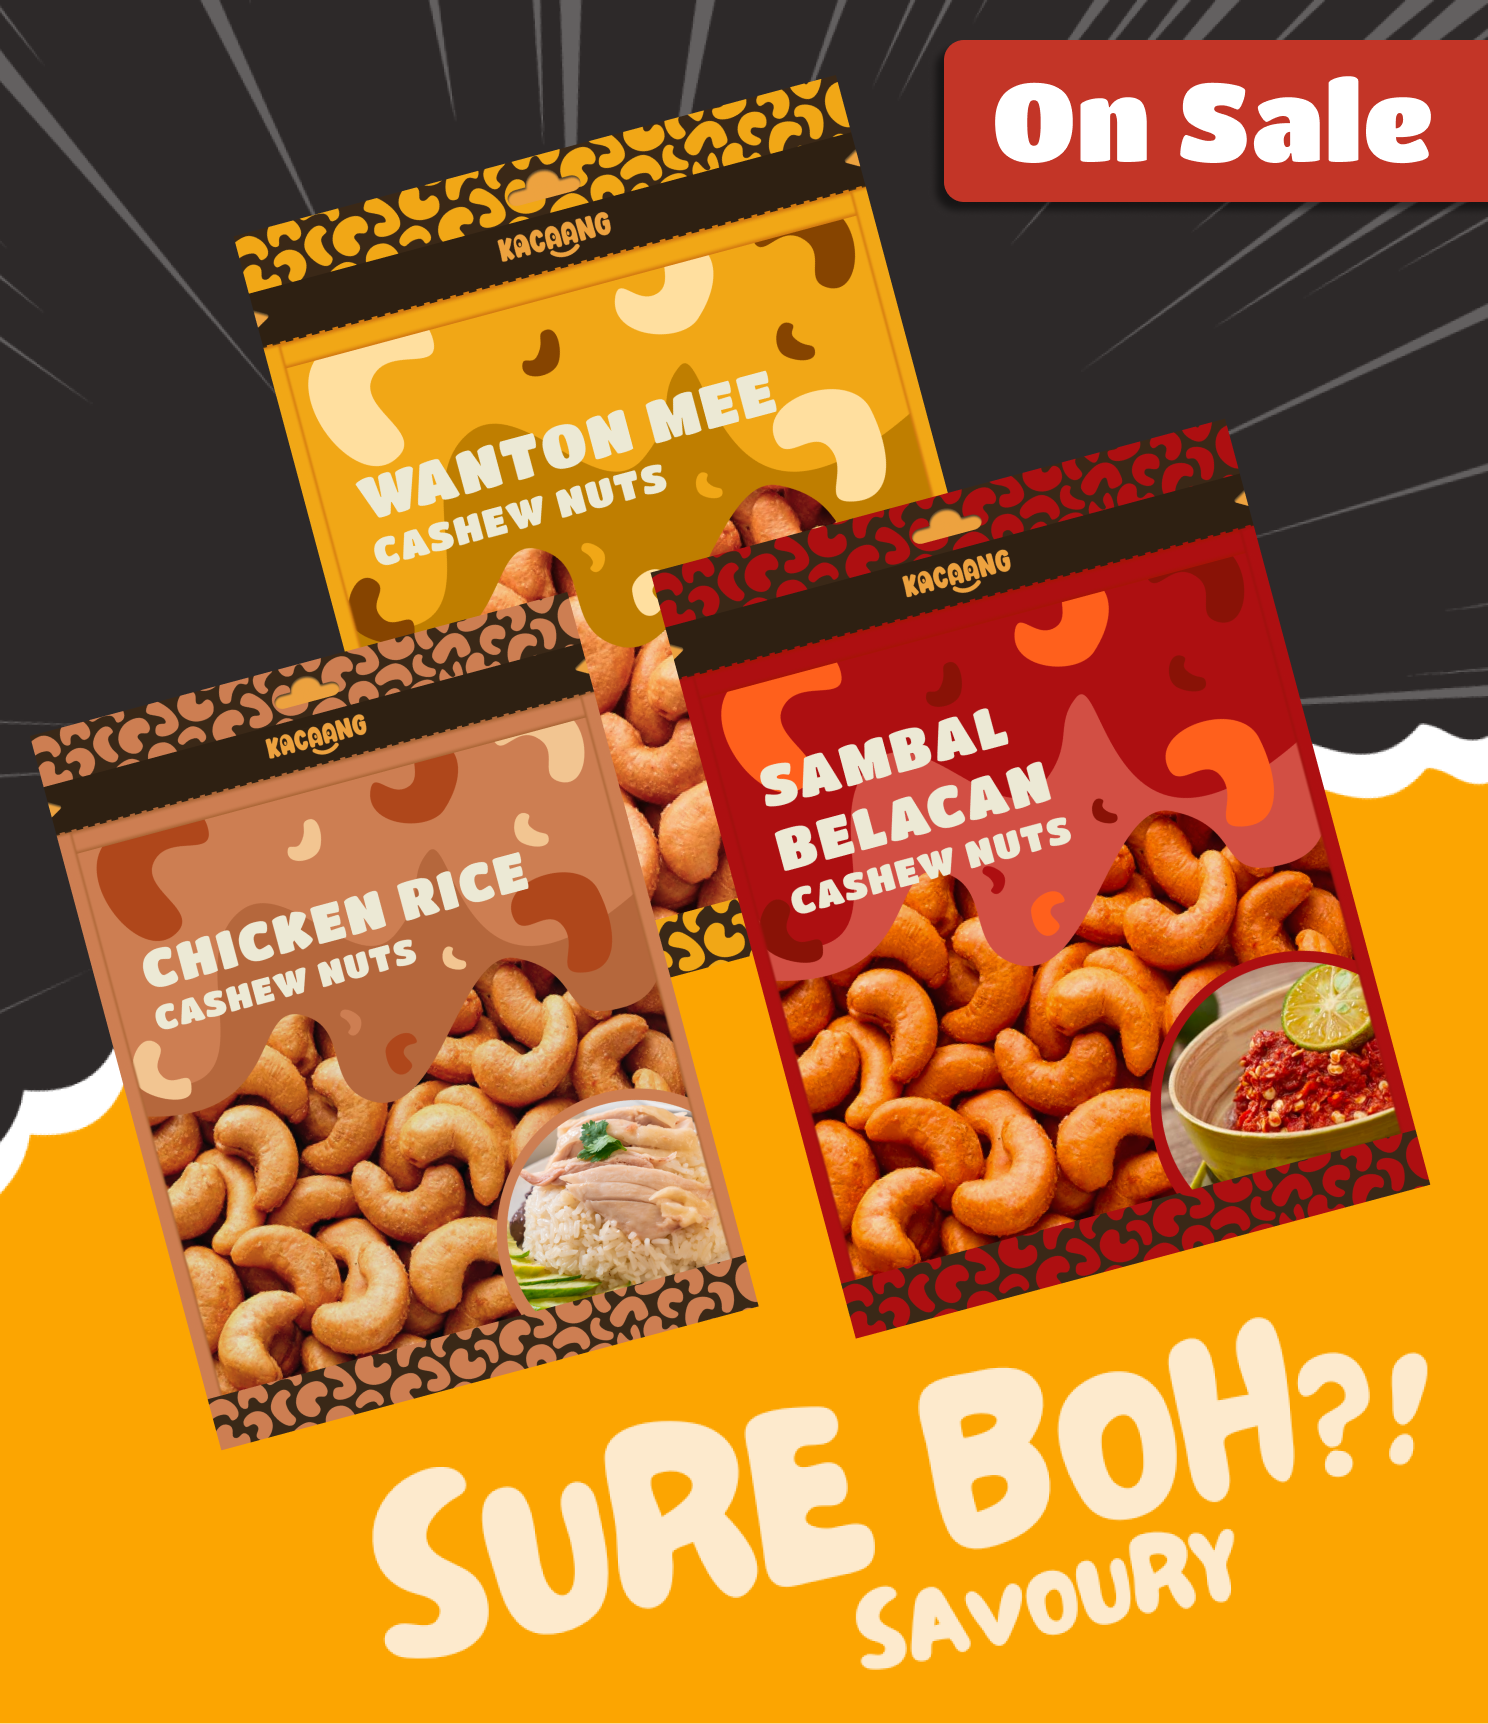 On Sale
KACAANG
WANTON MEE
CASHEW NUTS
KACAANG
SAMBAL
BELACAN
CASHEW NUTS
KACAANG
CHICKEN RICE
CASHEW NUTS
SURE BOH?!
SAVOURY